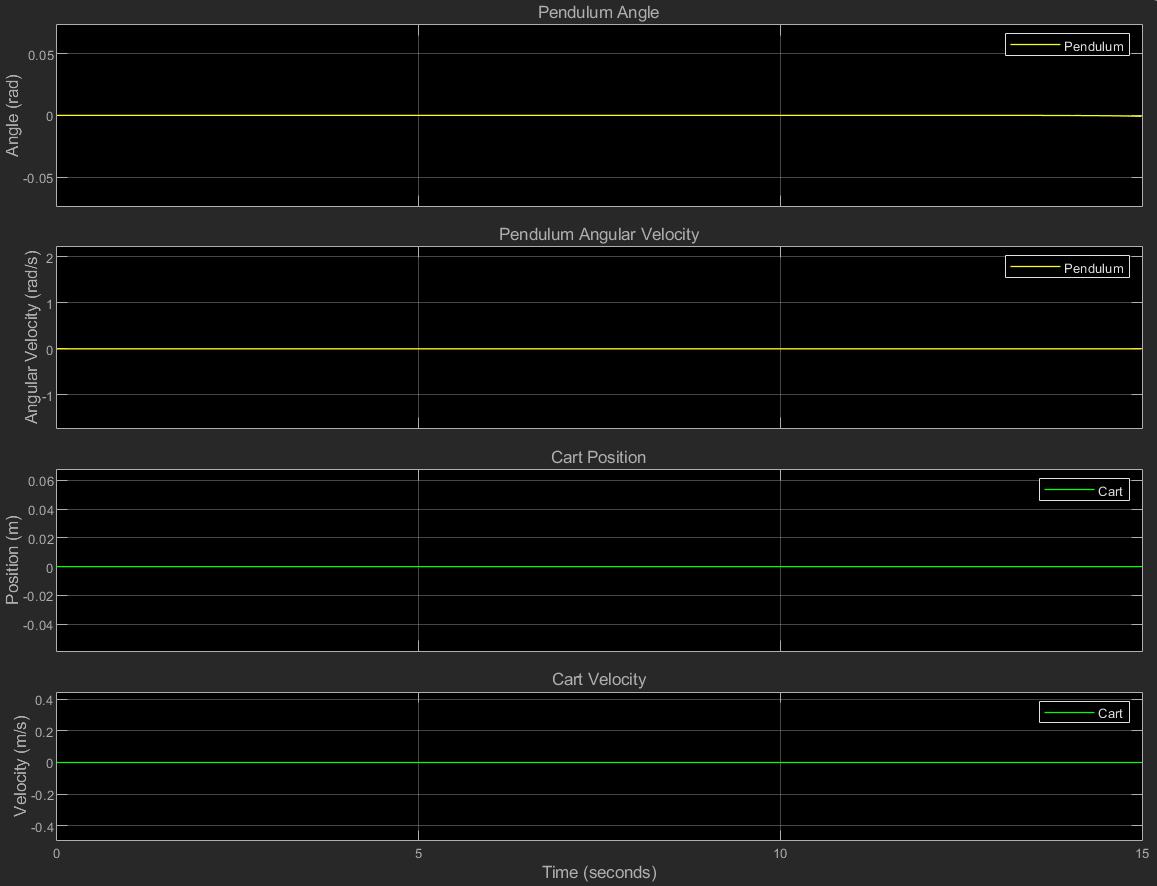 Pendulum Angle
Pendulum
0.05
0
-0.05
Angle (rad)
Pendulum Angular Velocity
Pendulum
2
1
0
-1
Angular Velocity (rad/s)
Cart Position
Cart
0.06
0.04
0.02
0
-0.02
-0.04
Position (m)
Cart Velocity
Cart
0.4
0.2
0
-0.2
-0.4
Velocity (m/s)
0 5 10 15
Time (seconds)